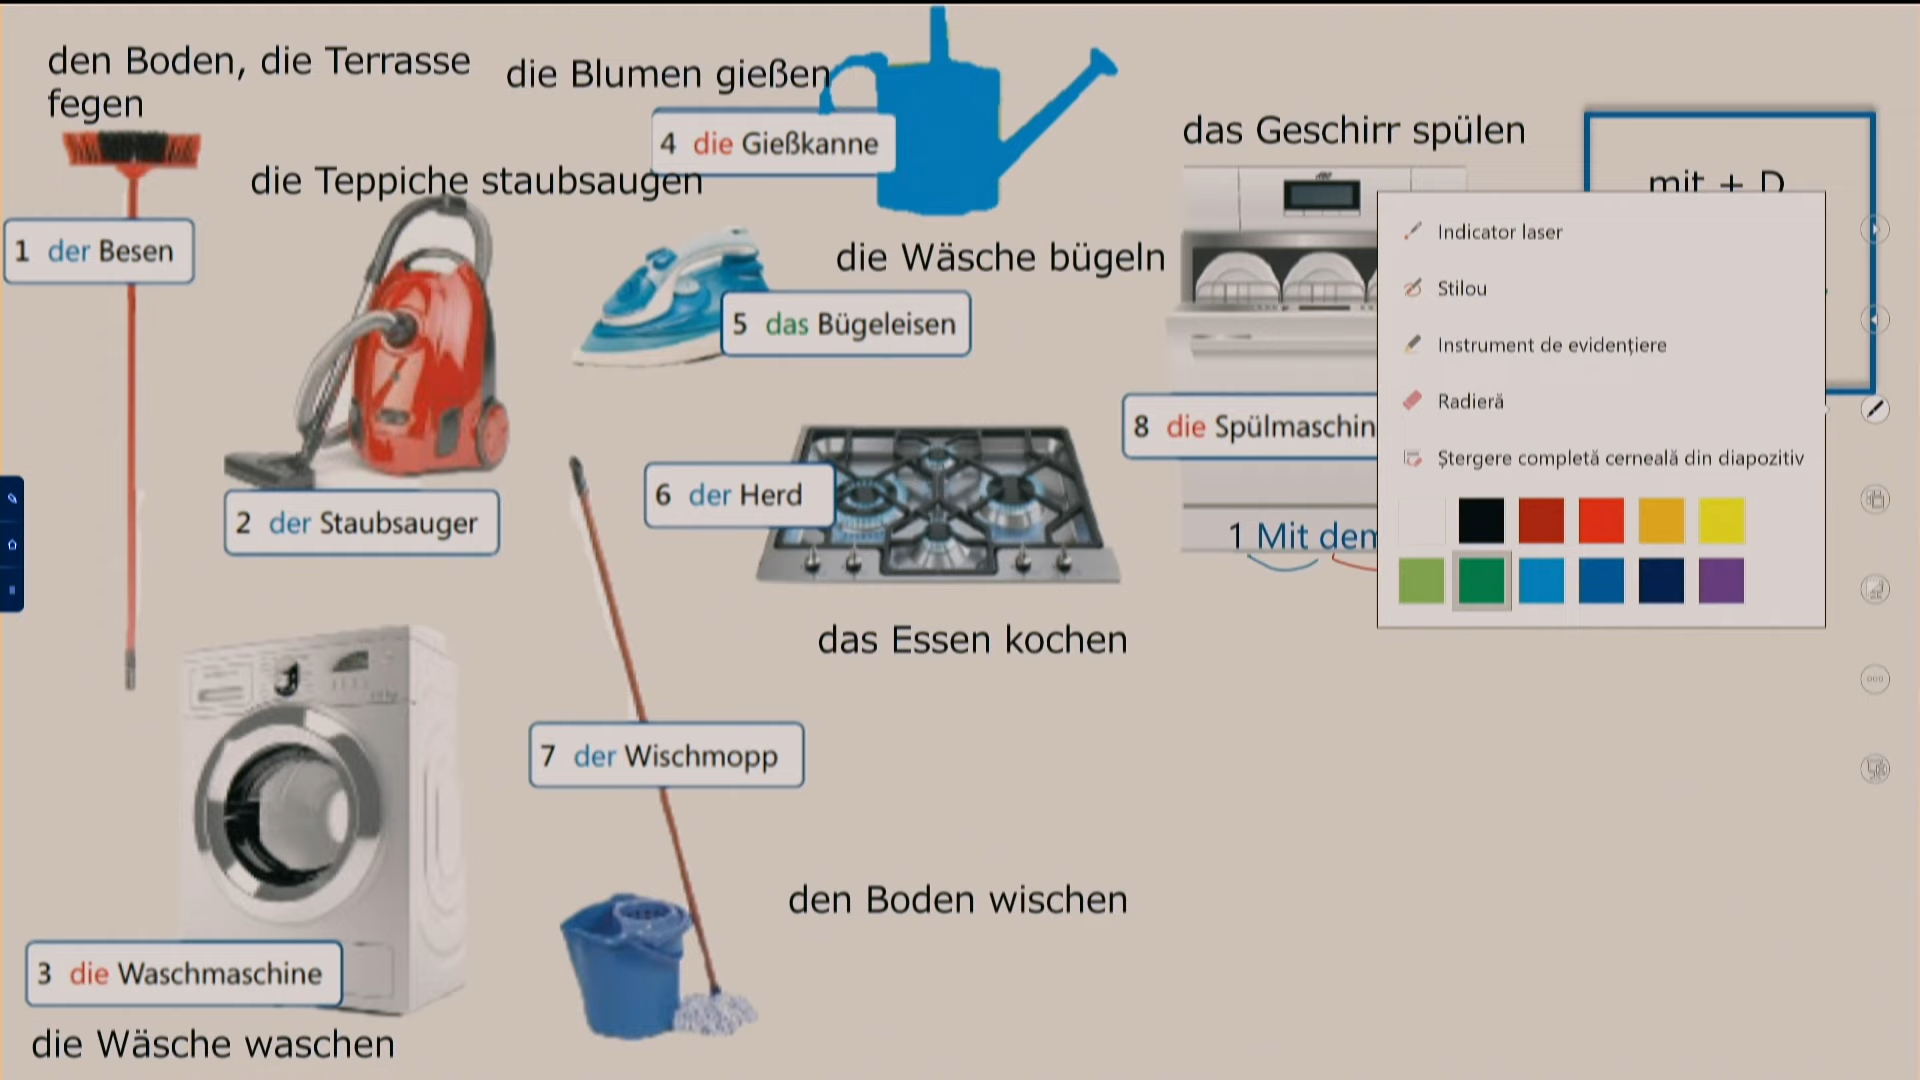 den Boden, die Terrasse
fegen
die Blumen gießen
4 die Gießkanne
das Geschirr spülen
mit + D
die Teppiche staubsaugen
1 der Besen
die Wäsche bügeln
5 das Bügeleisen
Indicator laser
Stilou
Instrument de evidențiere
Radieră
Ștergere completă cerneală din diapozitiv
8 die Spülmaschin
6 der Herd
2 der Staubsauger
1 Mit dem
das Essen kochen
7 der Wischmopp
den Boden wischen
3 die Waschmaschine
die Wäsche waschen